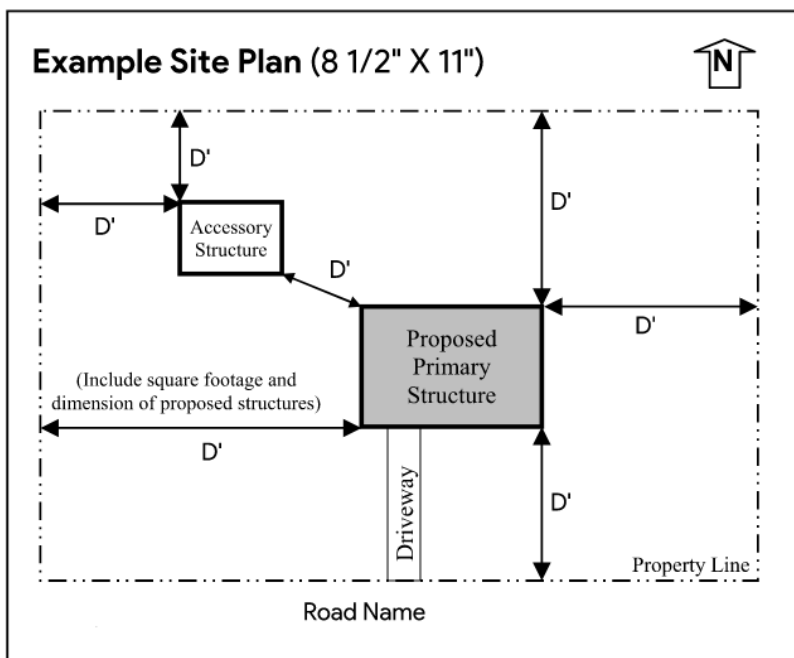 Example Site Plan (8 1/2" X 11")
N
D'
D'
D'
Accessory
Structure
D'
D'
Proposed
Primary
Structure
(Include square footage and
dimension of proposed structures)
D'
Driveway
D'
Property Line
Road Name